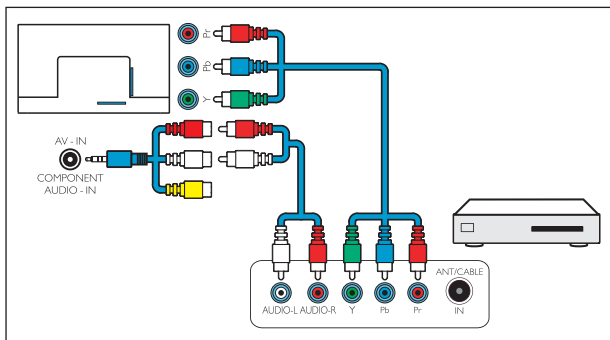 Pr
Pb
Y
AV - IN
COMPONENT
AUDIO - IN
ANT/CABLE
AUDIO-L AUDIO-R Y Pb Pr IN